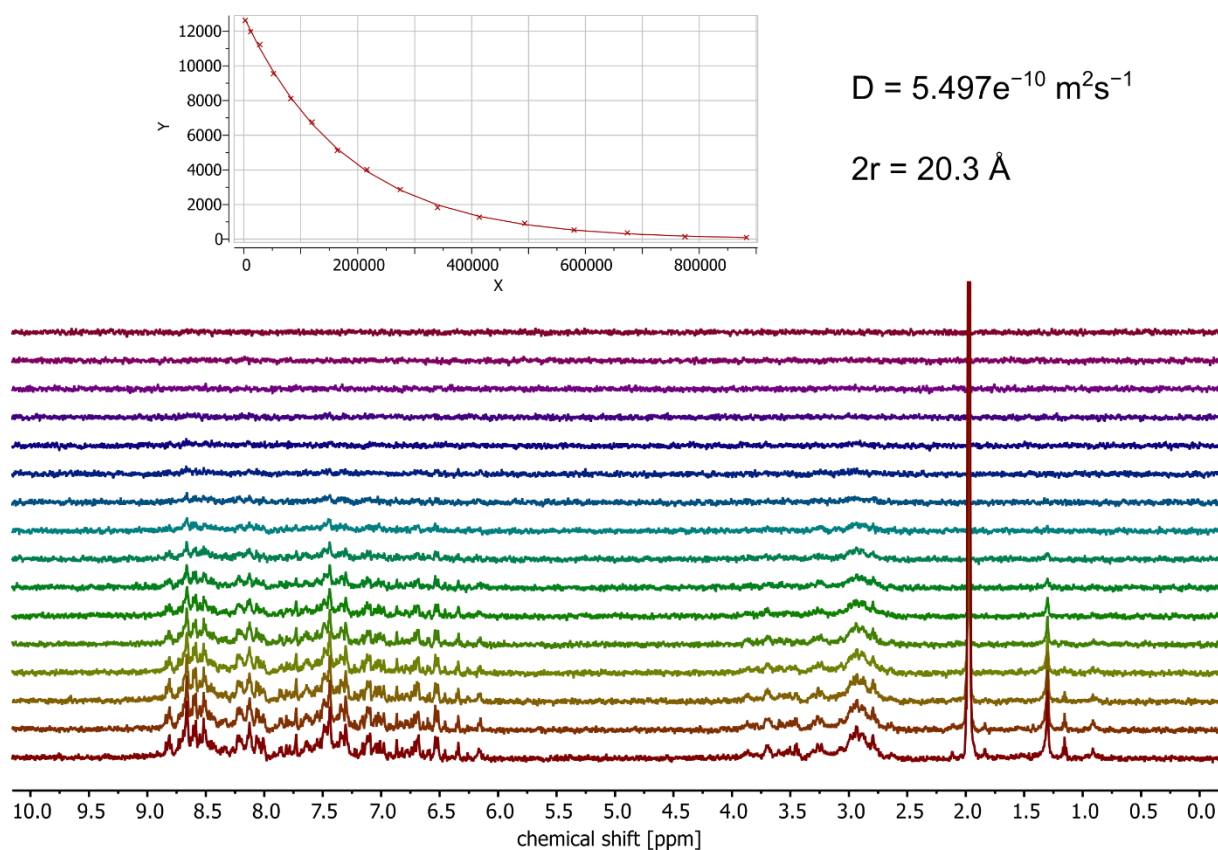 12000
10000
8000
6000
4000
2000
0
Y
0 200000 400000 600000 800000
X
D = 5.497e⁻¹⁰ m²s⁻¹
2r = 20.3 Å
10.0 9.5 9.0 8.5 8.0 7.5 7.0 6.5 6.0 5.5 5.0 4.5 4.0 3.5 3.0 2.5 2.0 1.5 1.0 0.5 0.0
chemical shift [ppm]